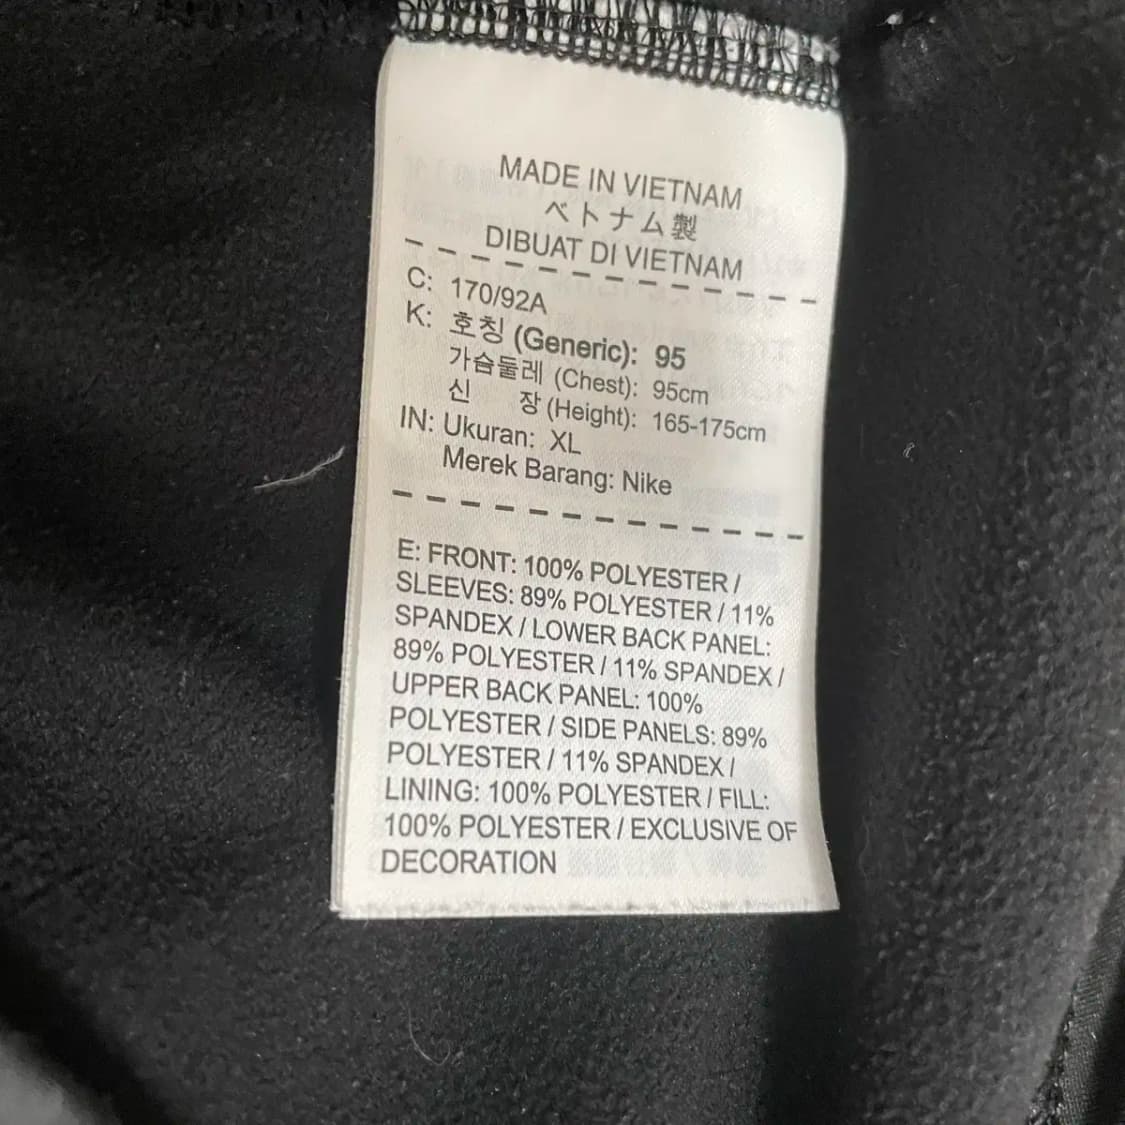 MADE IN VIETNAM
ベトナム製
DIBUAT DI VIETNAM
C: 170/92A
K: 호칭 (Generic): 95
가슴둘레 (Chest): 95cm
신 장 (Height): 165-175cm
IN: Ukuran: XL
Merek Barang: Nike
E: FRONT: 100% POLYESTER /
SLEEVES: 89% POLYESTER / 11%
SPANDEX / LOWER BACK PANEL:
89% POLYESTER / 11% SPANDEX /
UPPER BACK PANEL: 100%
POLYESTER / SIDE PANELS: 89%
POLYESTER / 11% SPANDEX /
LINING: 100% POLYESTER / FILL:
100% POLYESTER / EXCLUSIVE OF
DECORATION